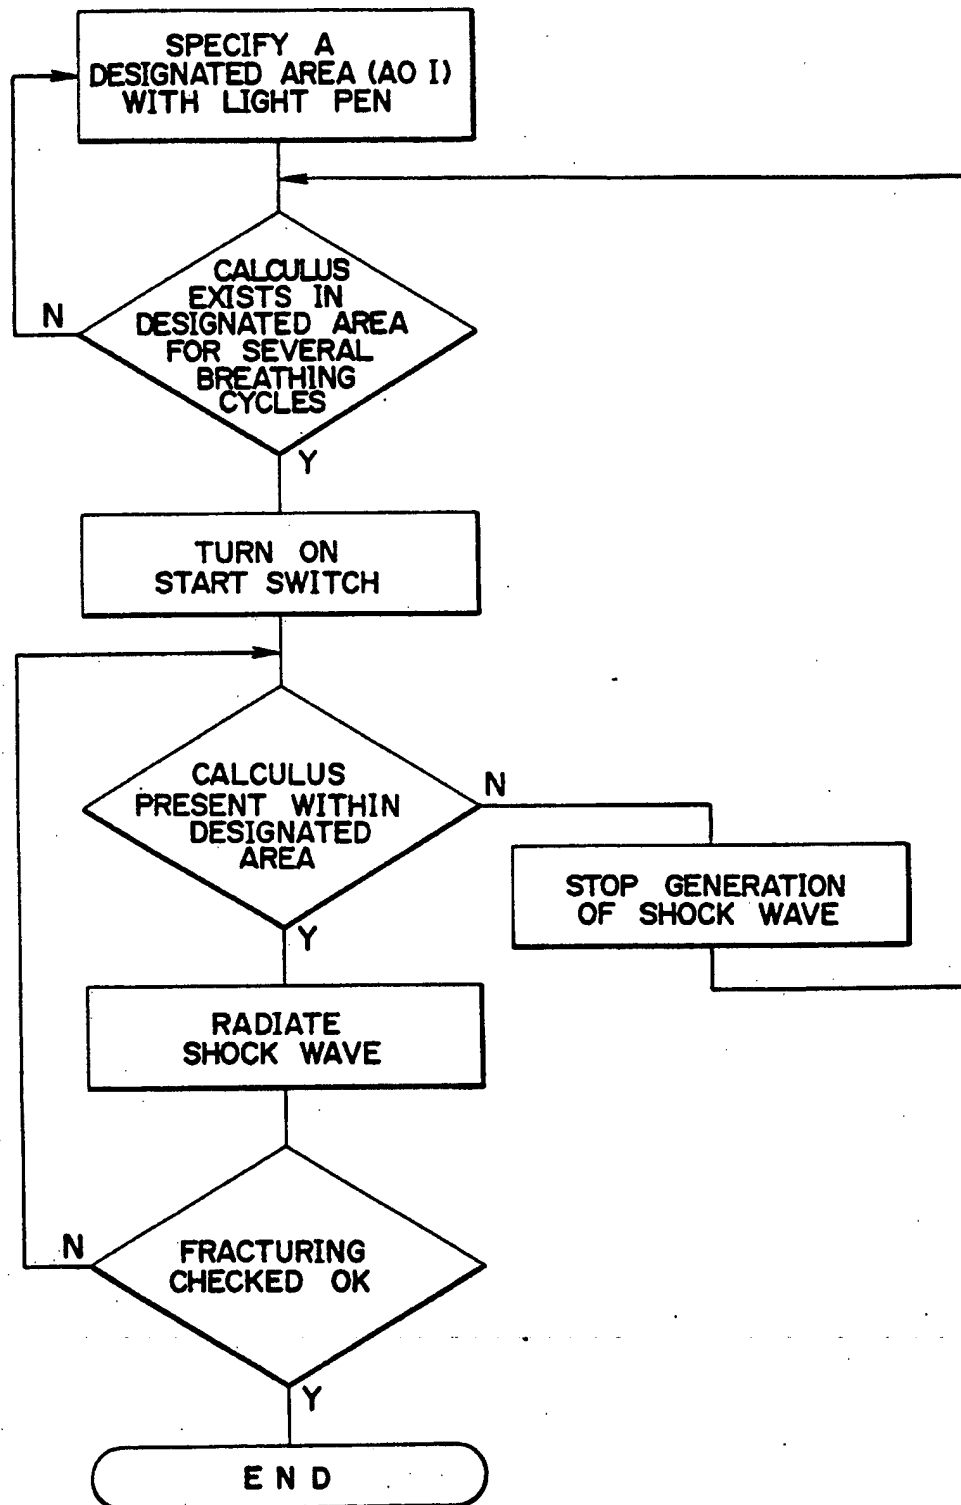 SPECIFY A
DESIGNATED AREA (AO I)
WITH LIGHT PEN
CALCULUS
EXISTS IN
DESIGNATED AREA
FOR SEVERAL
BREATHING
CYCLES
N
Y
TURN ON
START SWITCH
CALCULUS
PRESENT WITHIN
DESIGNATED
AREA
N
Y
STOP GENERATION
OF SHOCK WAVE
RADIATE
SHOCK WAVE
FRACTURING
CHECKED OK
N
Y
END